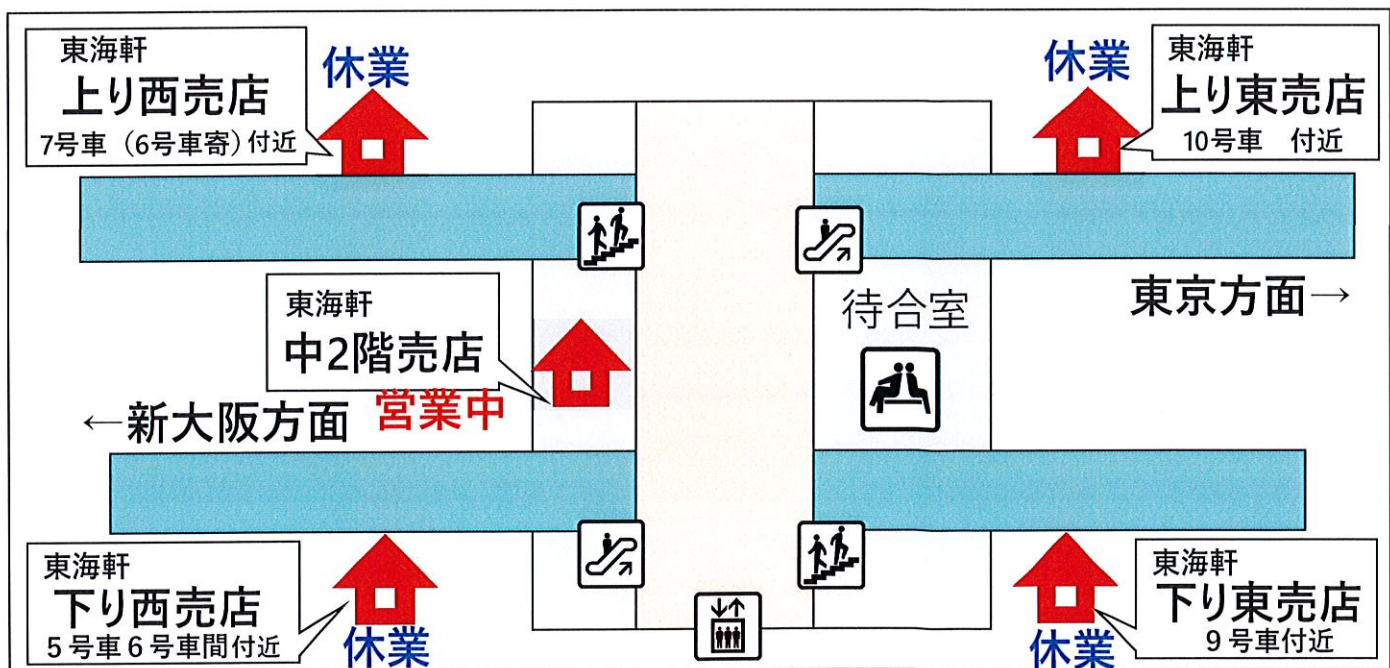 東海軒
上り西売店
7号車（6号車寄）付近
休業
休業
東海軒
上り東売店
10号車　付近
東京方面→
待合室
東海軒
中2階売店
営業中
←新大阪方面
東海軒
下り西売店
5号車6号車間付近
休業
休業
東海軒
下り東売店
9号車付近